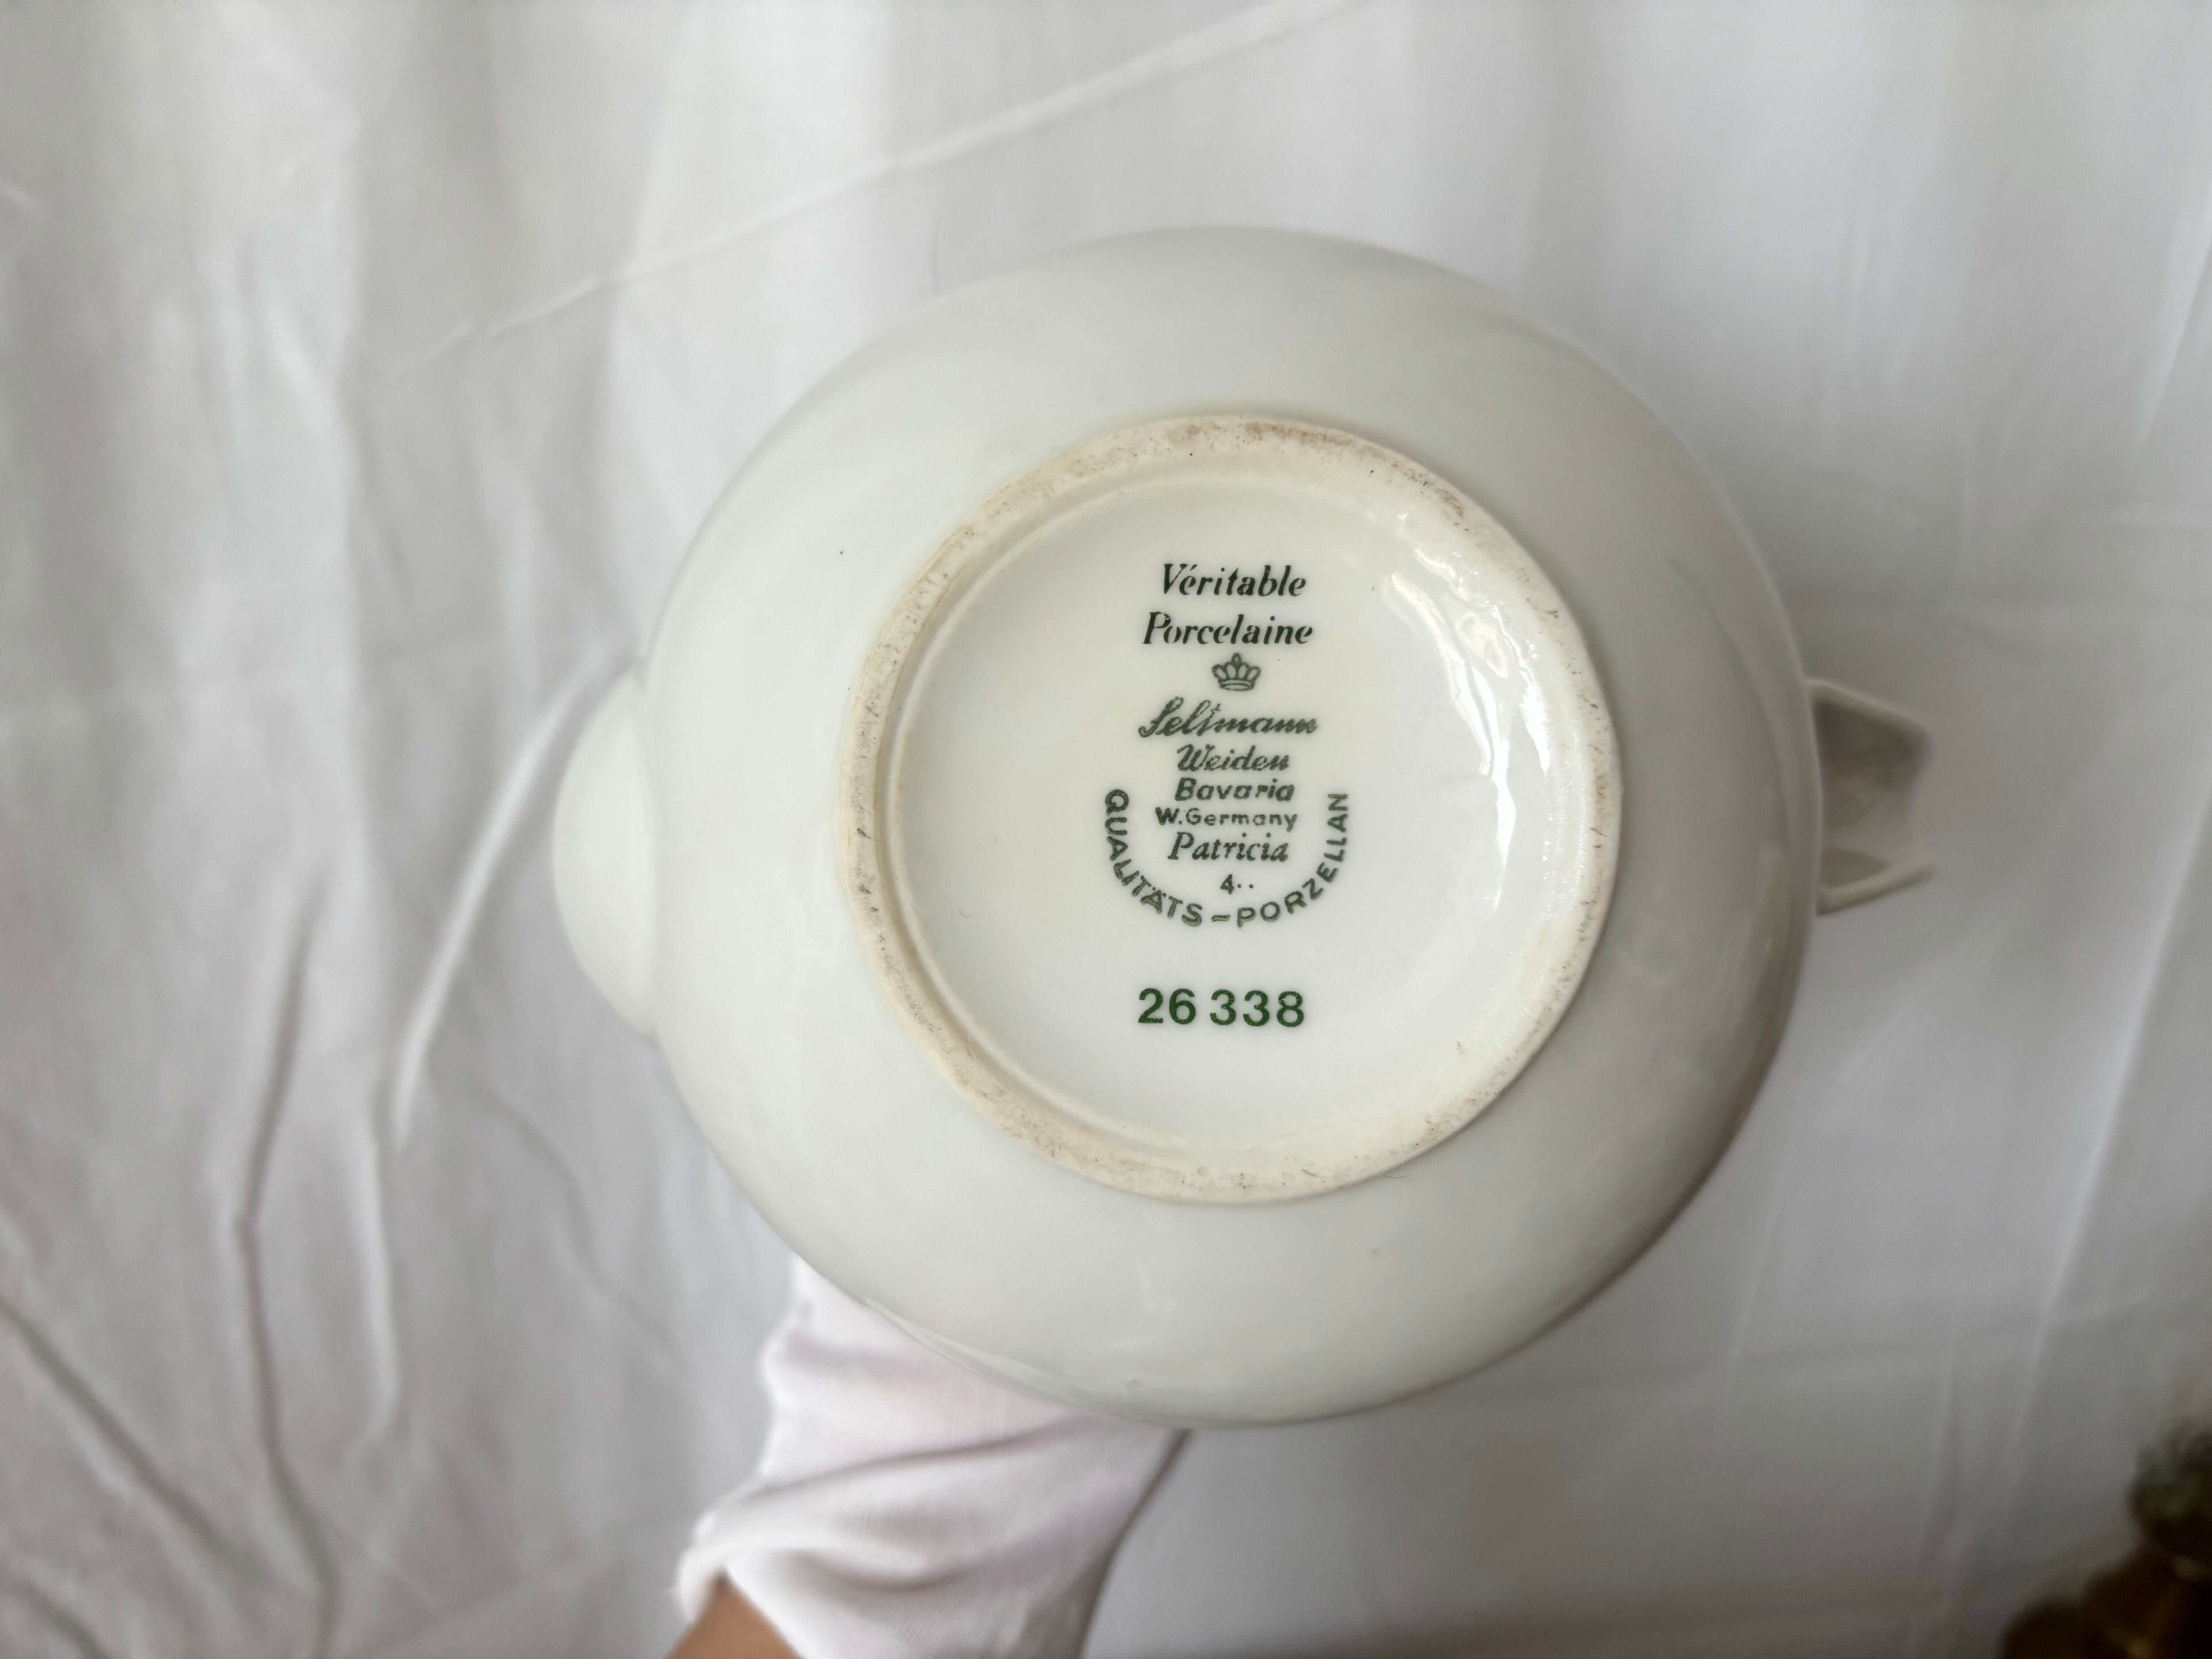 Véritable
Porcelaine
Seltmann
Weiden
Bavaria
W.Germany
Patricia
4..
QUALITÄTS-PORZELLAN
26 338